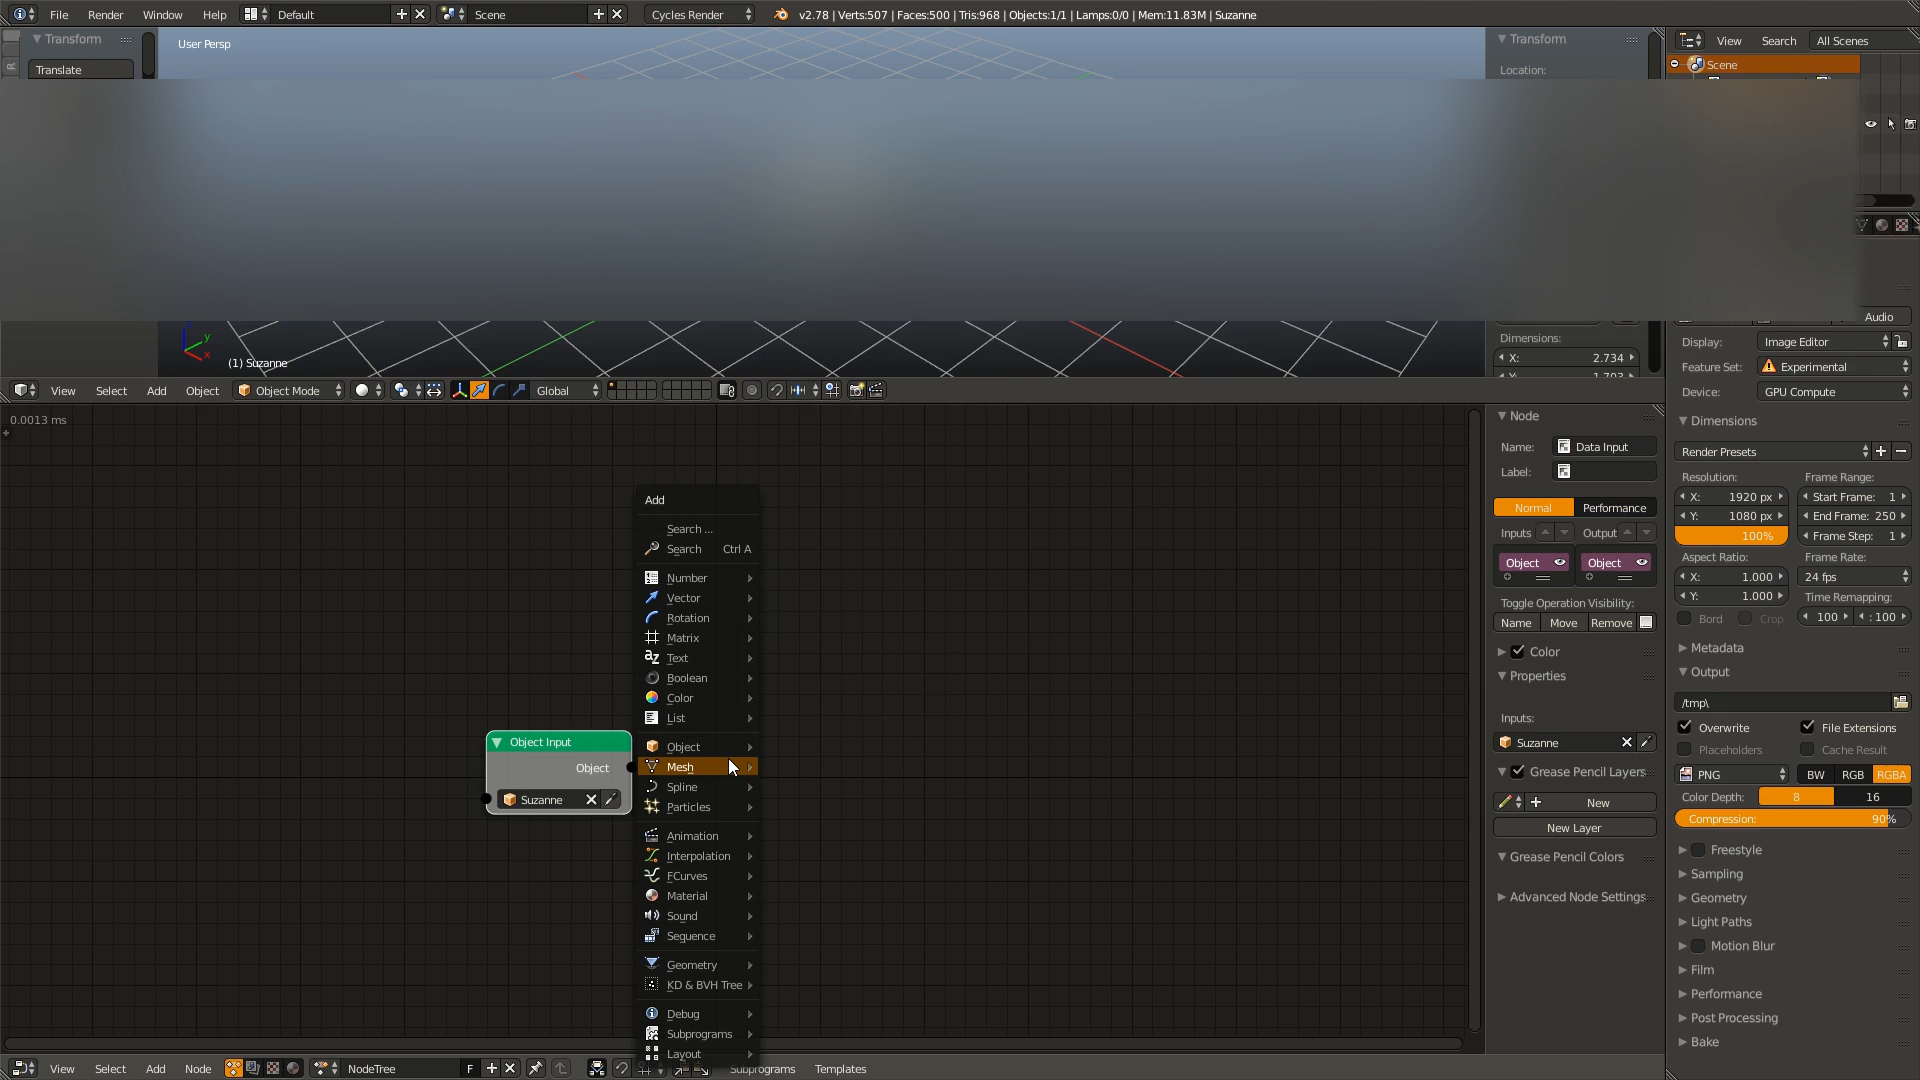 File Render Window Help Default Scene Cycles Render v2.78 | Verts:507 | Faces:500 | Tris:968 | Objects:1/1 | Lamps:0/0 | Mem:11.83M | Suzanne
Transform
Translate
User Persp
Transform
Location:
View Search All Scenes
Scene
(1) Suzanne
z
y
x
Dimensions:
X: 2.734
View Select Add Object Object Mode Global
0.0013 ms
Add
Search ...
Search Ctrl A
Number
Vector
Rotation
Matrix
Text
Boolean
Color
List
Object
Mesh
Spline
Particles
Animation
Interpolation
FCurves
Material
Sound
Sequence
Geometry
KD & BVH Tree
Debug
Subprograms
Layout
Object Input
Object
Suzanne
Node
Name: Data Input
Label:
Normal Performance
Inputs Output
Object Object
Toggle Operation Visibility:
Name Move Remove
Color
Properties
Inputs:
Suzanne
Grease Pencil Layers
New
New Layer
Grease Pencil Colors
Advanced Node Settings
Audio
Display: Image Editor
Feature Set: Experimental
Device: GPU Compute
Dimensions
Render Presets
Resolution: Frame Range:
X: 1920 px Start Frame: 1
Y: 1080 px End Frame: 250
100% Frame Step: 1
Aspect Ratio: Frame Rate:
X: 1.000 24 fps
Y: 1.000 Time Remapping:
Bord Crop 100 : 100
Metadata
Output
/tmp\
Overwrite File Extensions
Placeholders Cache Result
PNG BW RGB RGBA
Color Depth: 8 16
Compression: 90%
Freestyle
Sampling
Geometry
Light Paths
Motion Blur
Film
Performance
Post Processing
Bake
View Select Add Node NodeTree F Subprograms Templates